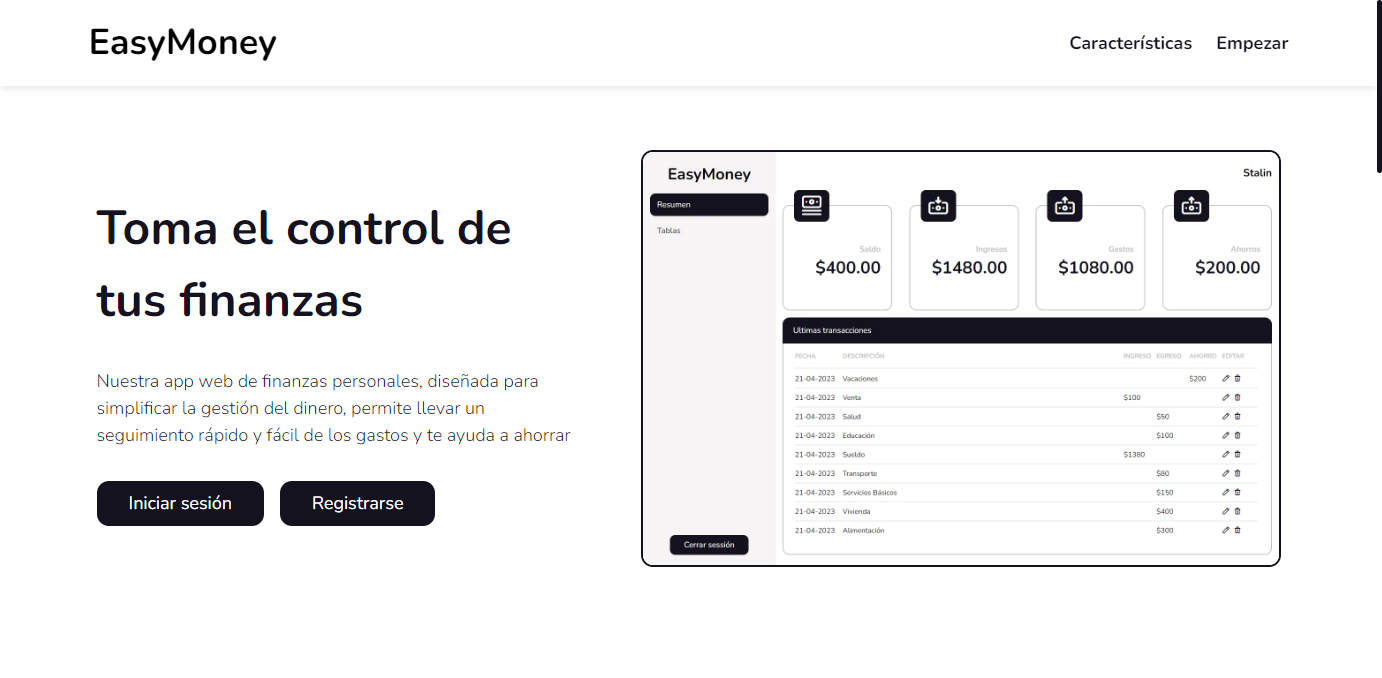 EasyMoney
Características Empezar
Toma el control de
tus finanzas
Nuestra app web de finanzas personales, diseñada para
simplificar la gestión del dinero, permite llevar un
seguimiento rápido y fácil de los gastos y te ayuda a ahorrar
Iniciar sesión Registrarse
EasyMoney
Stalin
Resumen
Tablas
Saldo
$400.00
Ingresos
$1480.00
Gastos
$1080.00
Ahorros
$200.00
Ultimas transacciones
FECHA DESCRIPCIÓN INGRESO EGRESO AHORRO EDITAR
21-04-2023 Vacaciones $200
21-04-2023 Venta $100
21-04-2023 Salud $50
21-04-2023 Educación $100
21-04-2023 Sueldo $1380
21-04-2023 Transporte $80
21-04-2023 Servicios Básicos $150
21-04-2023 Vivienda $400
21-04-2023 Alimentación $300
Cerrar sessión